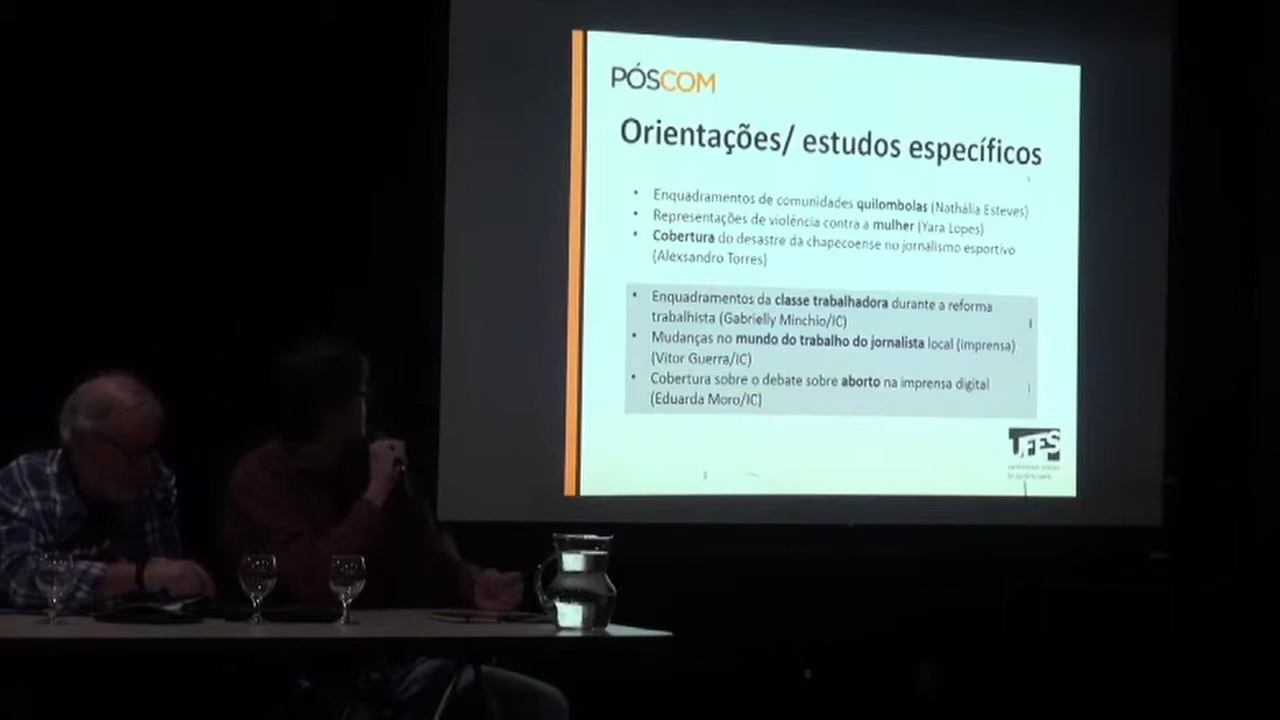 PÓSCOM
Orientações/ estudos específicos
• Enquadramentos de comunidades quilombolas (Nathália Esteves)
• Representações de violência contra a mulher (Yara Lopes)
• Cobertura do desastre da chapecoense no jornalismo esportivo
(Alexsandro Torres)
• Enquadramentos da classe trabalhadora durante a reforma
trabalhista (Gabrielly Minchio/IC)
• Mudanças no mundo do trabalho do jornalista local (imprensa)
(Vitor Guerra/IC)
• Cobertura sobre o debate sobre aborto na imprensa digital
(Eduarda Moro/IC)
UFES